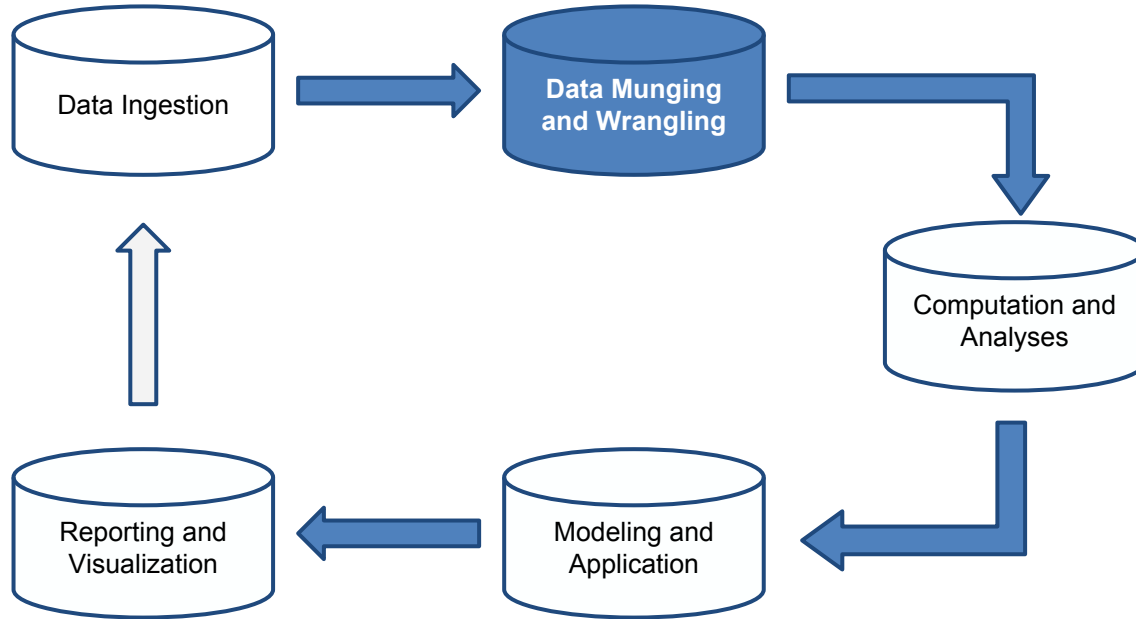 Data Ingestion
Data Munging
and Wrangling
Computation and
Analyses
Reporting and
Visualization
Modeling and
Application